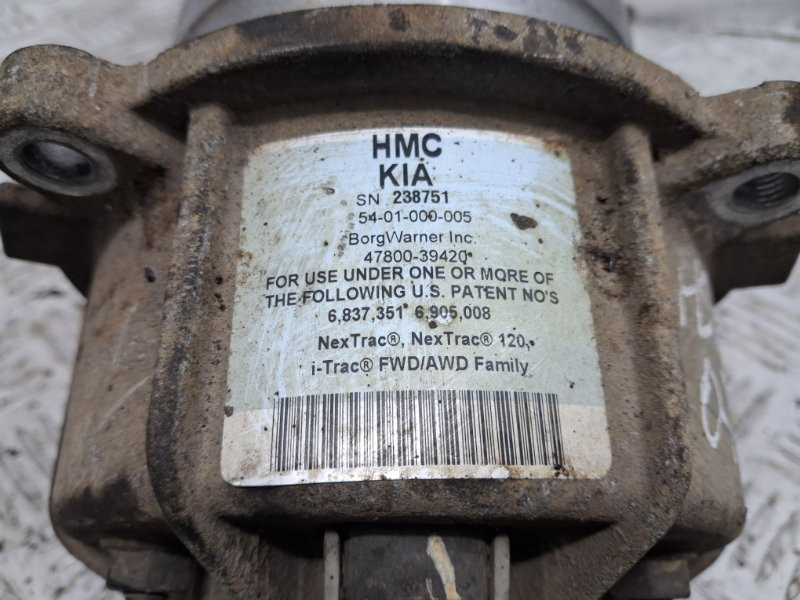 HMC
KIA
SN 238751
54-01-000-005
BorgWarner Inc.
47800-39420
FOR USE UNDER ONE OR MORE OF
THE FOLLOWING U.S. PATENT NO'S
6,837,351 6,905,008
NexTrac®, NexTrac® 120,
i-Trac® FWD/AWD Family